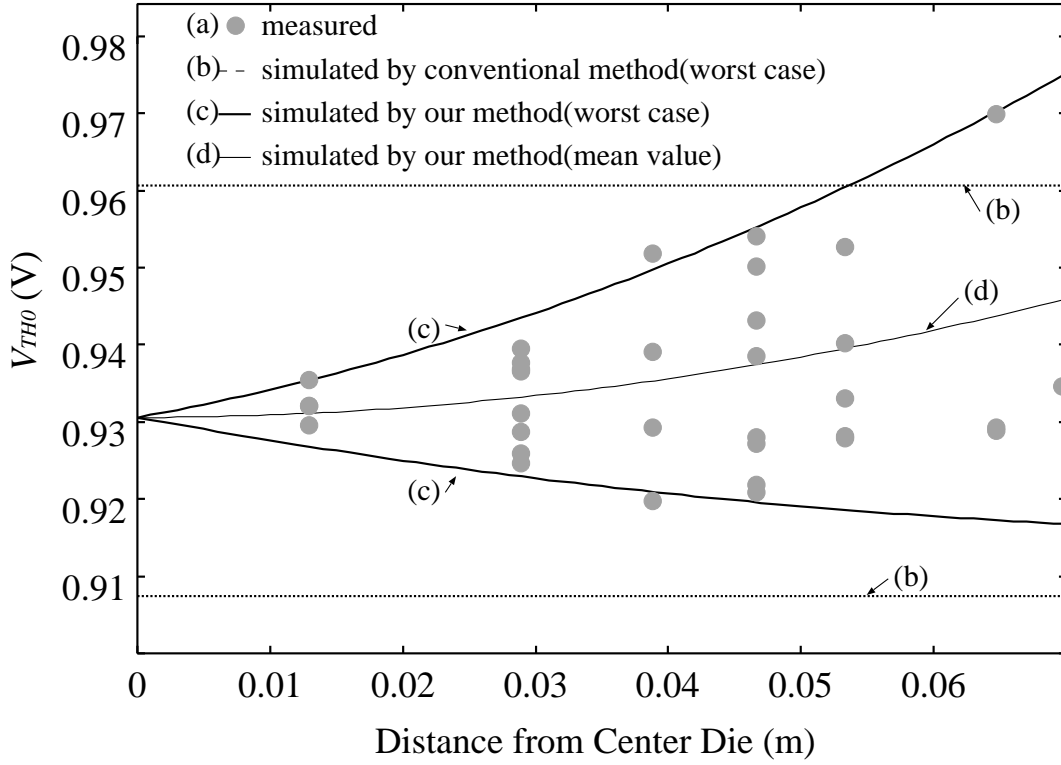 (a) measured
(b) simulated by conventional method(worst case)
(c) simulated by our method(worst case)
(d) simulated by our method(mean value)
0.98
0.97
0.96
0.95
0.94
0.93
0.92
0.91
V_TH0 (V)
(b)
(d)
(c)
(c)
(b)
0 0.01 0.02 0.03 0.04 0.05 0.06
Distance from Center Die (m)